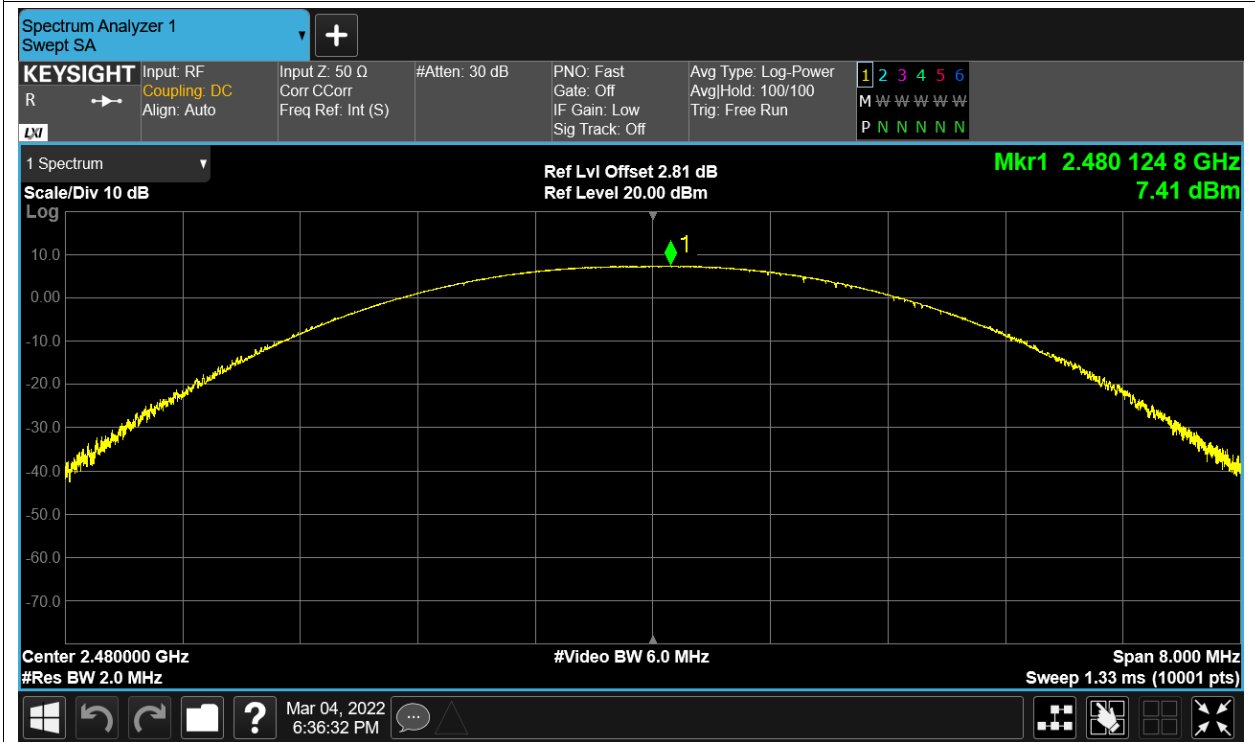 Spectrum Analyzer 1
Swept SA
+
KEYSIGHT
R
LXI
Input: RF
Coupling: DC
Align: Auto
Input Z: 50 Ω
Corr CCorr
Freq Ref: Int (S)
#Atten: 30 dB
PNO: Fast
Gate: Off
IF Gain: Low
Sig Track: Off
Avg Type: Log-Power
Avg|Hold: 100/100
Trig: Free Run
1 2 3 4 5 6
M W W W W W
P N N N N N
1 Spectrum
Scale/Div 10 dB
Log
Ref Lvl Offset 2.81 dB
Ref Level 20.00 dBm
Mkr1 2.480 124 8 GHz
7.41 dBm
1
10.0
0.00
-10.0
-20.0
-30.0
-40.0
-50.0
-60.0
-70.0
Center 2.480000 GHz
#Video BW 6.0 MHz
Span 8.000 MHz
#Res BW 2.0 MHz
Sweep 1.33 ms (10001 pts)
?
Mar 04, 2022
6:36:32 PM